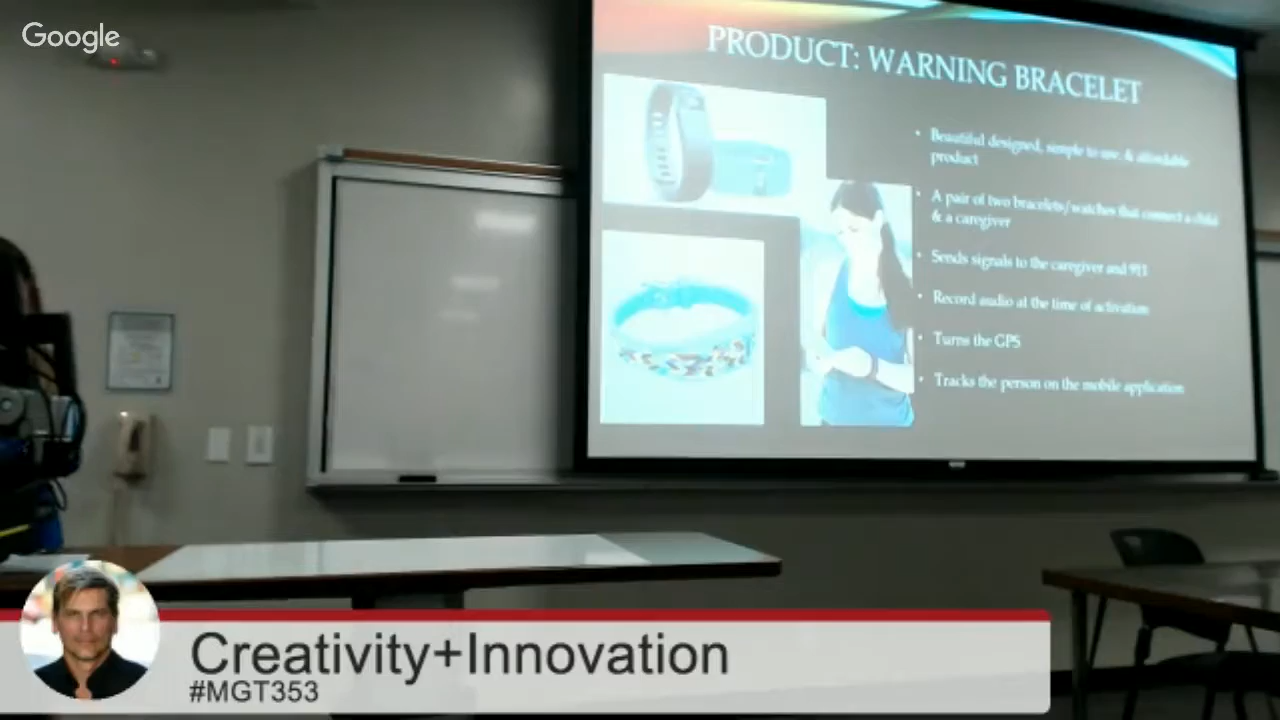 Google
PRODUCT: WARNING BRACELET
• Beautiful designed, simple to use, & affordable
product
• A pair of two bracelets/watches that connect a child
& a caregiver
• Sends signals to the caregiver and 911
• Record audio at the time of activation
• Turns the GPS
• Tracks the person on the mobile application
Creativity+Innovation
#MGT353